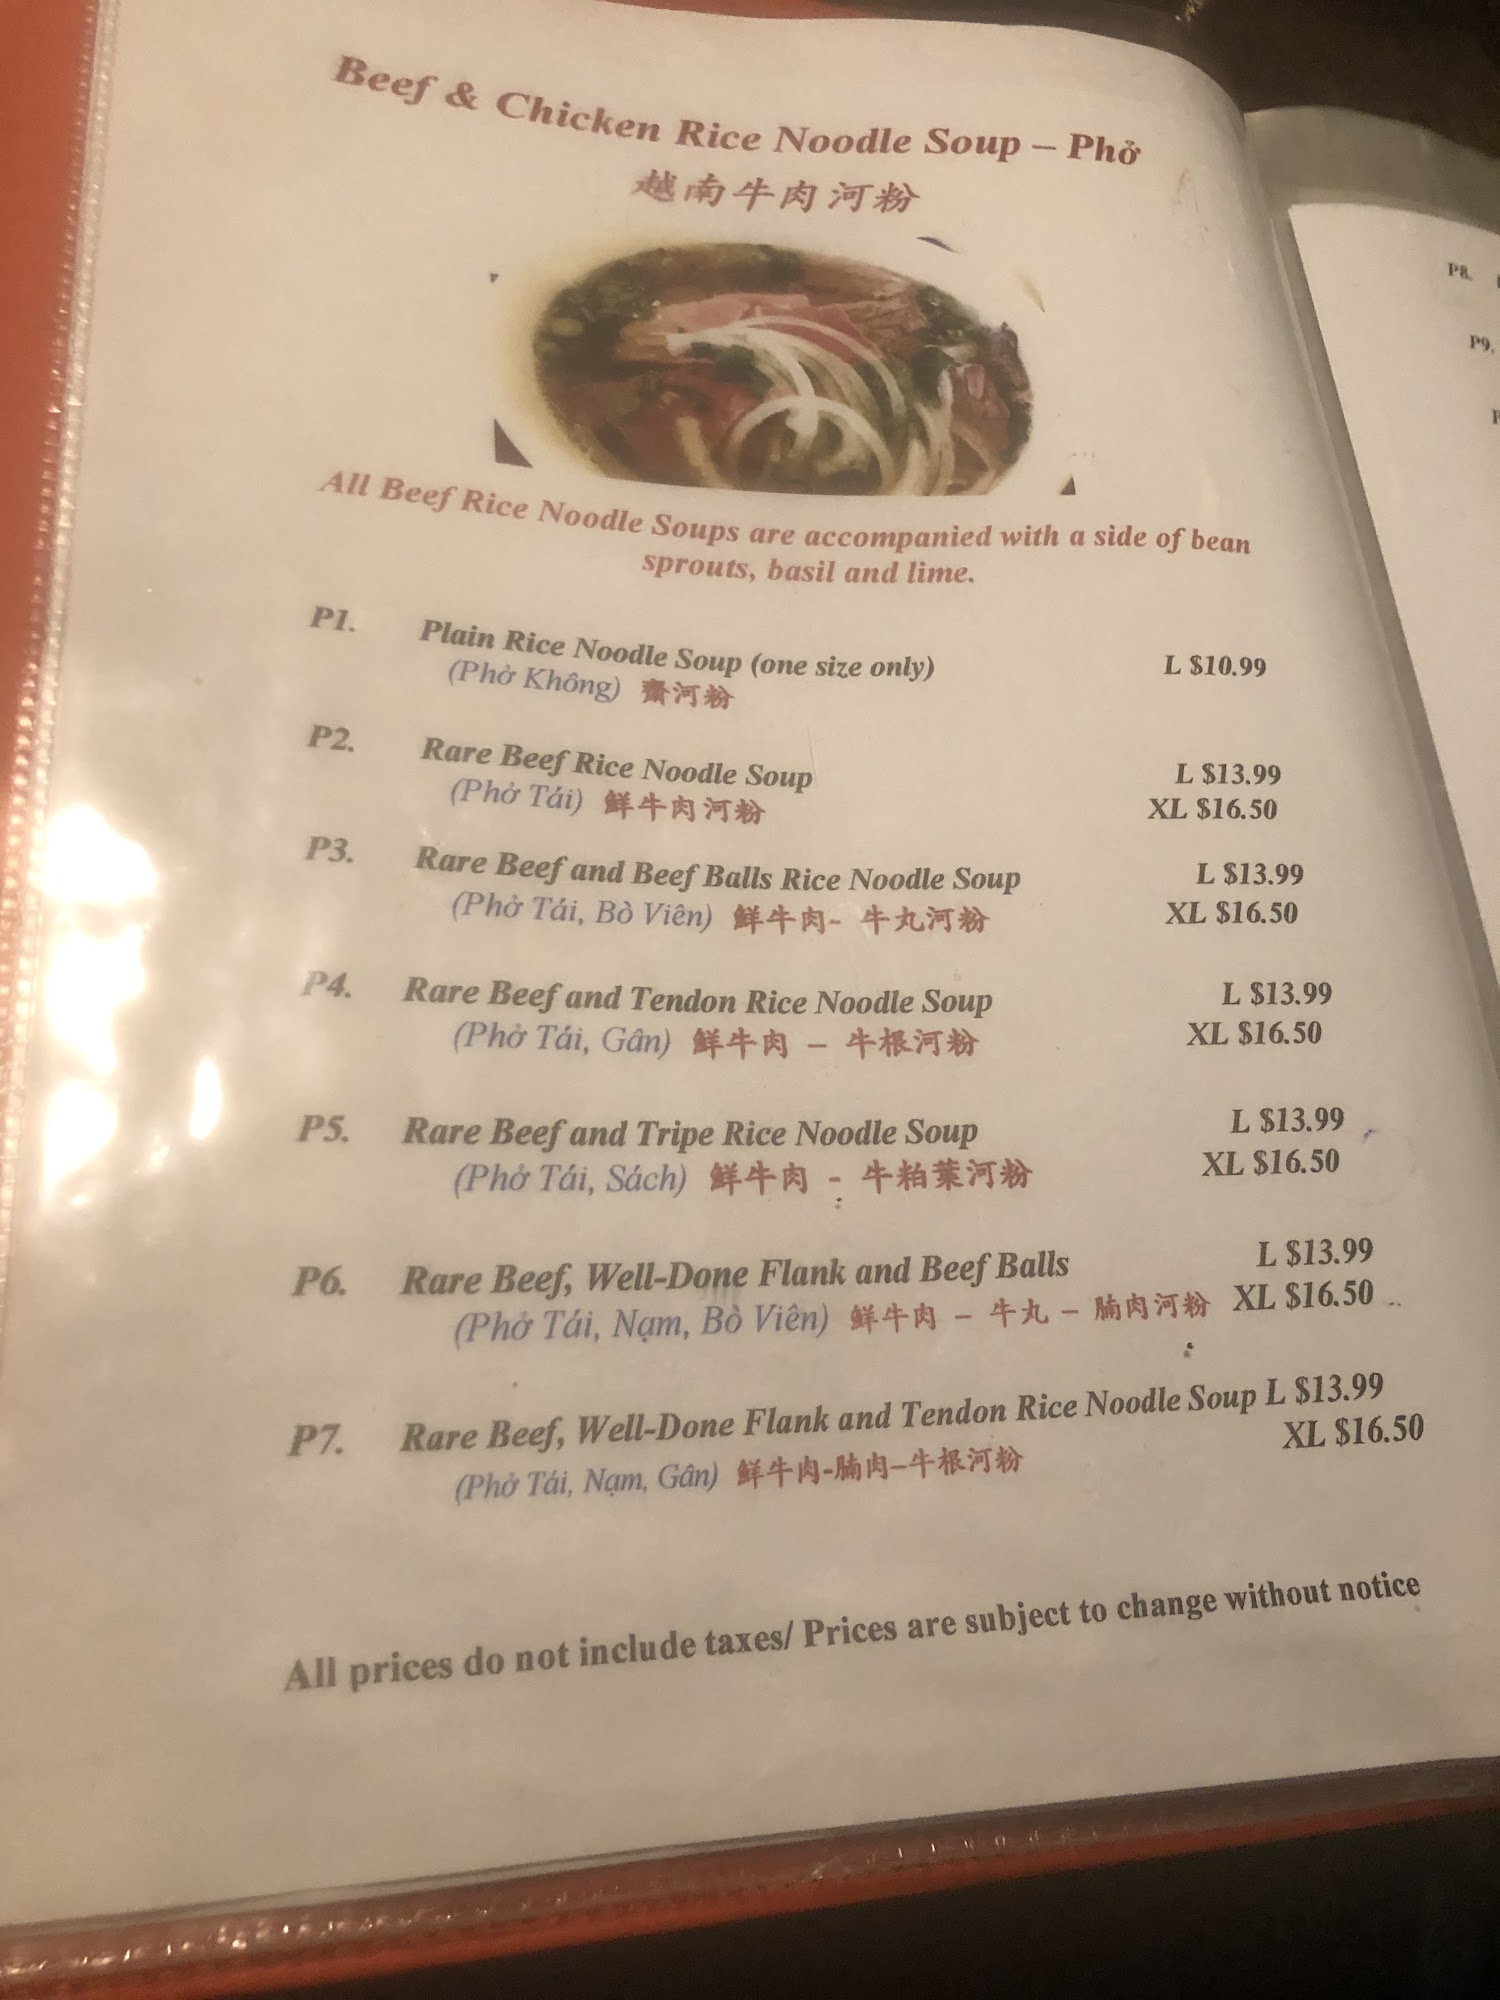 Beef & Chicken Rice Noodle Soup – Phở
越南牛肉河粉
All Beef Rice Noodle Soups are accompanied with a side of bean
sprouts, basil and lime.
P1. Plain Rice Noodle Soup (one size only) L $10.99
(Phở Không) 齋河粉
P2. Rare Beef Rice Noodle Soup L $13.99
(Phở Tái) 鮮牛肉河粉 XL $16.50
P3. Rare Beef and Beef Balls Rice Noodle Soup L $13.99
(Phở Tái, Bò Viên) 鮮牛肉- 牛丸河粉 XL $16.50
P4. Rare Beef and Tendon Rice Noodle Soup L $13.99
(Phở Tái, Gân) 鮮牛肉 – 牛根河粉 XL $16.50
P5. Rare Beef and Tripe Rice Noodle Soup L $13.99
(Phở Tái, Sách) 鮮牛肉 - 牛粕葉河粉 XL $16.50
P6. Rare Beef, Well-Done Flank and Beef Balls L $13.99
(Phở Tái, Nạm, Bò Viên) 鮮牛肉 – 牛丸 – 腩肉河粉 XL $16.50
P7. Rare Beef, Well-Done Flank and Tendon Rice Noodle Soup L $13.99
(Phở Tái, Nạm, Gân) 鮮牛肉-腩肉–牛根河粉 XL $16.50
All prices do not include taxes/ Prices are subject to change without notice
P8.
P9.